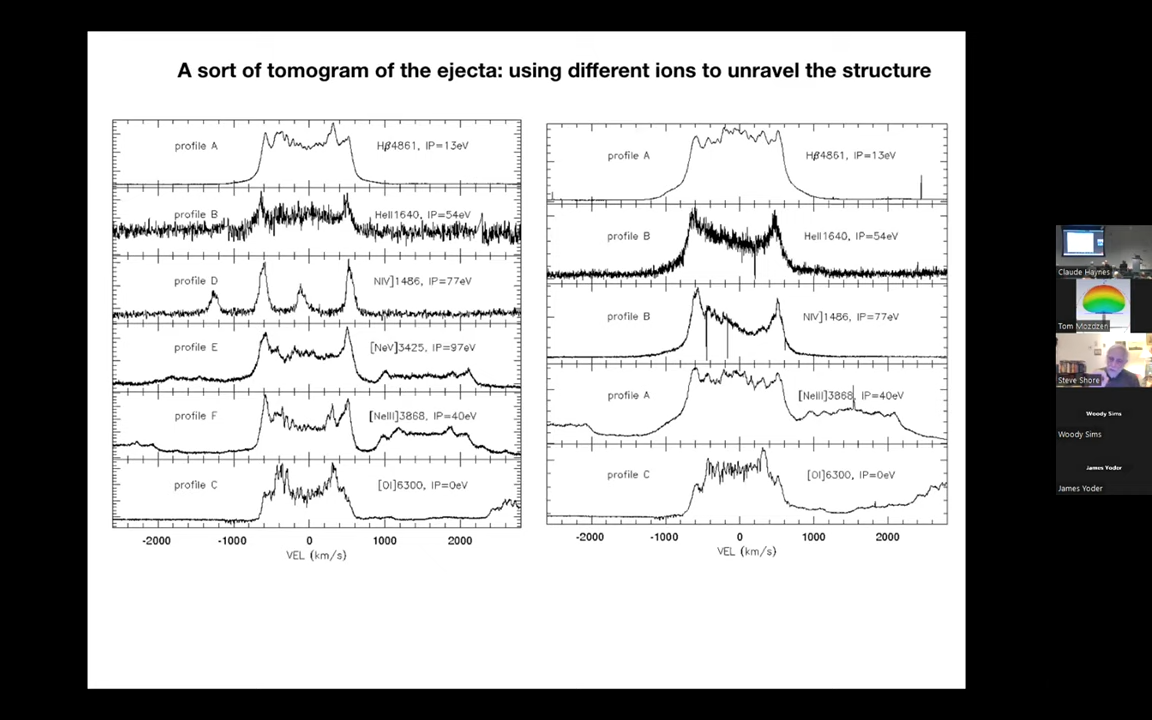 A sort of tomogram of the ejecta: using different ions to unravel the structure
profile A
Hβ4861, IP=13eV
profile B
HeII1640, IP=54eV
profile D
NIV]1486, IP=77eV
profile E
[NeV]3425, IP=97eV
profile F
[NeIII]3868, IP=40eV
profile C
[OI]6300, IP=0eV
-2000 -1000 0 1000 2000
VEL (km/s)
profile A
Hβ4861, IP=13eV
profile B
HeII1640, IP=54eV
profile B
NIV]1486, IP=77eV
profile A
[NeIII]3868, IP=40eV
profile C
[OI]6300, IP=0eV
-2000 -1000 0 1000 2000
VEL (km/s)
Claude Haynes
Tom Mozdzen
Steve Shore
Woody Sims
Woody Sims
James Yoder
James Yoder